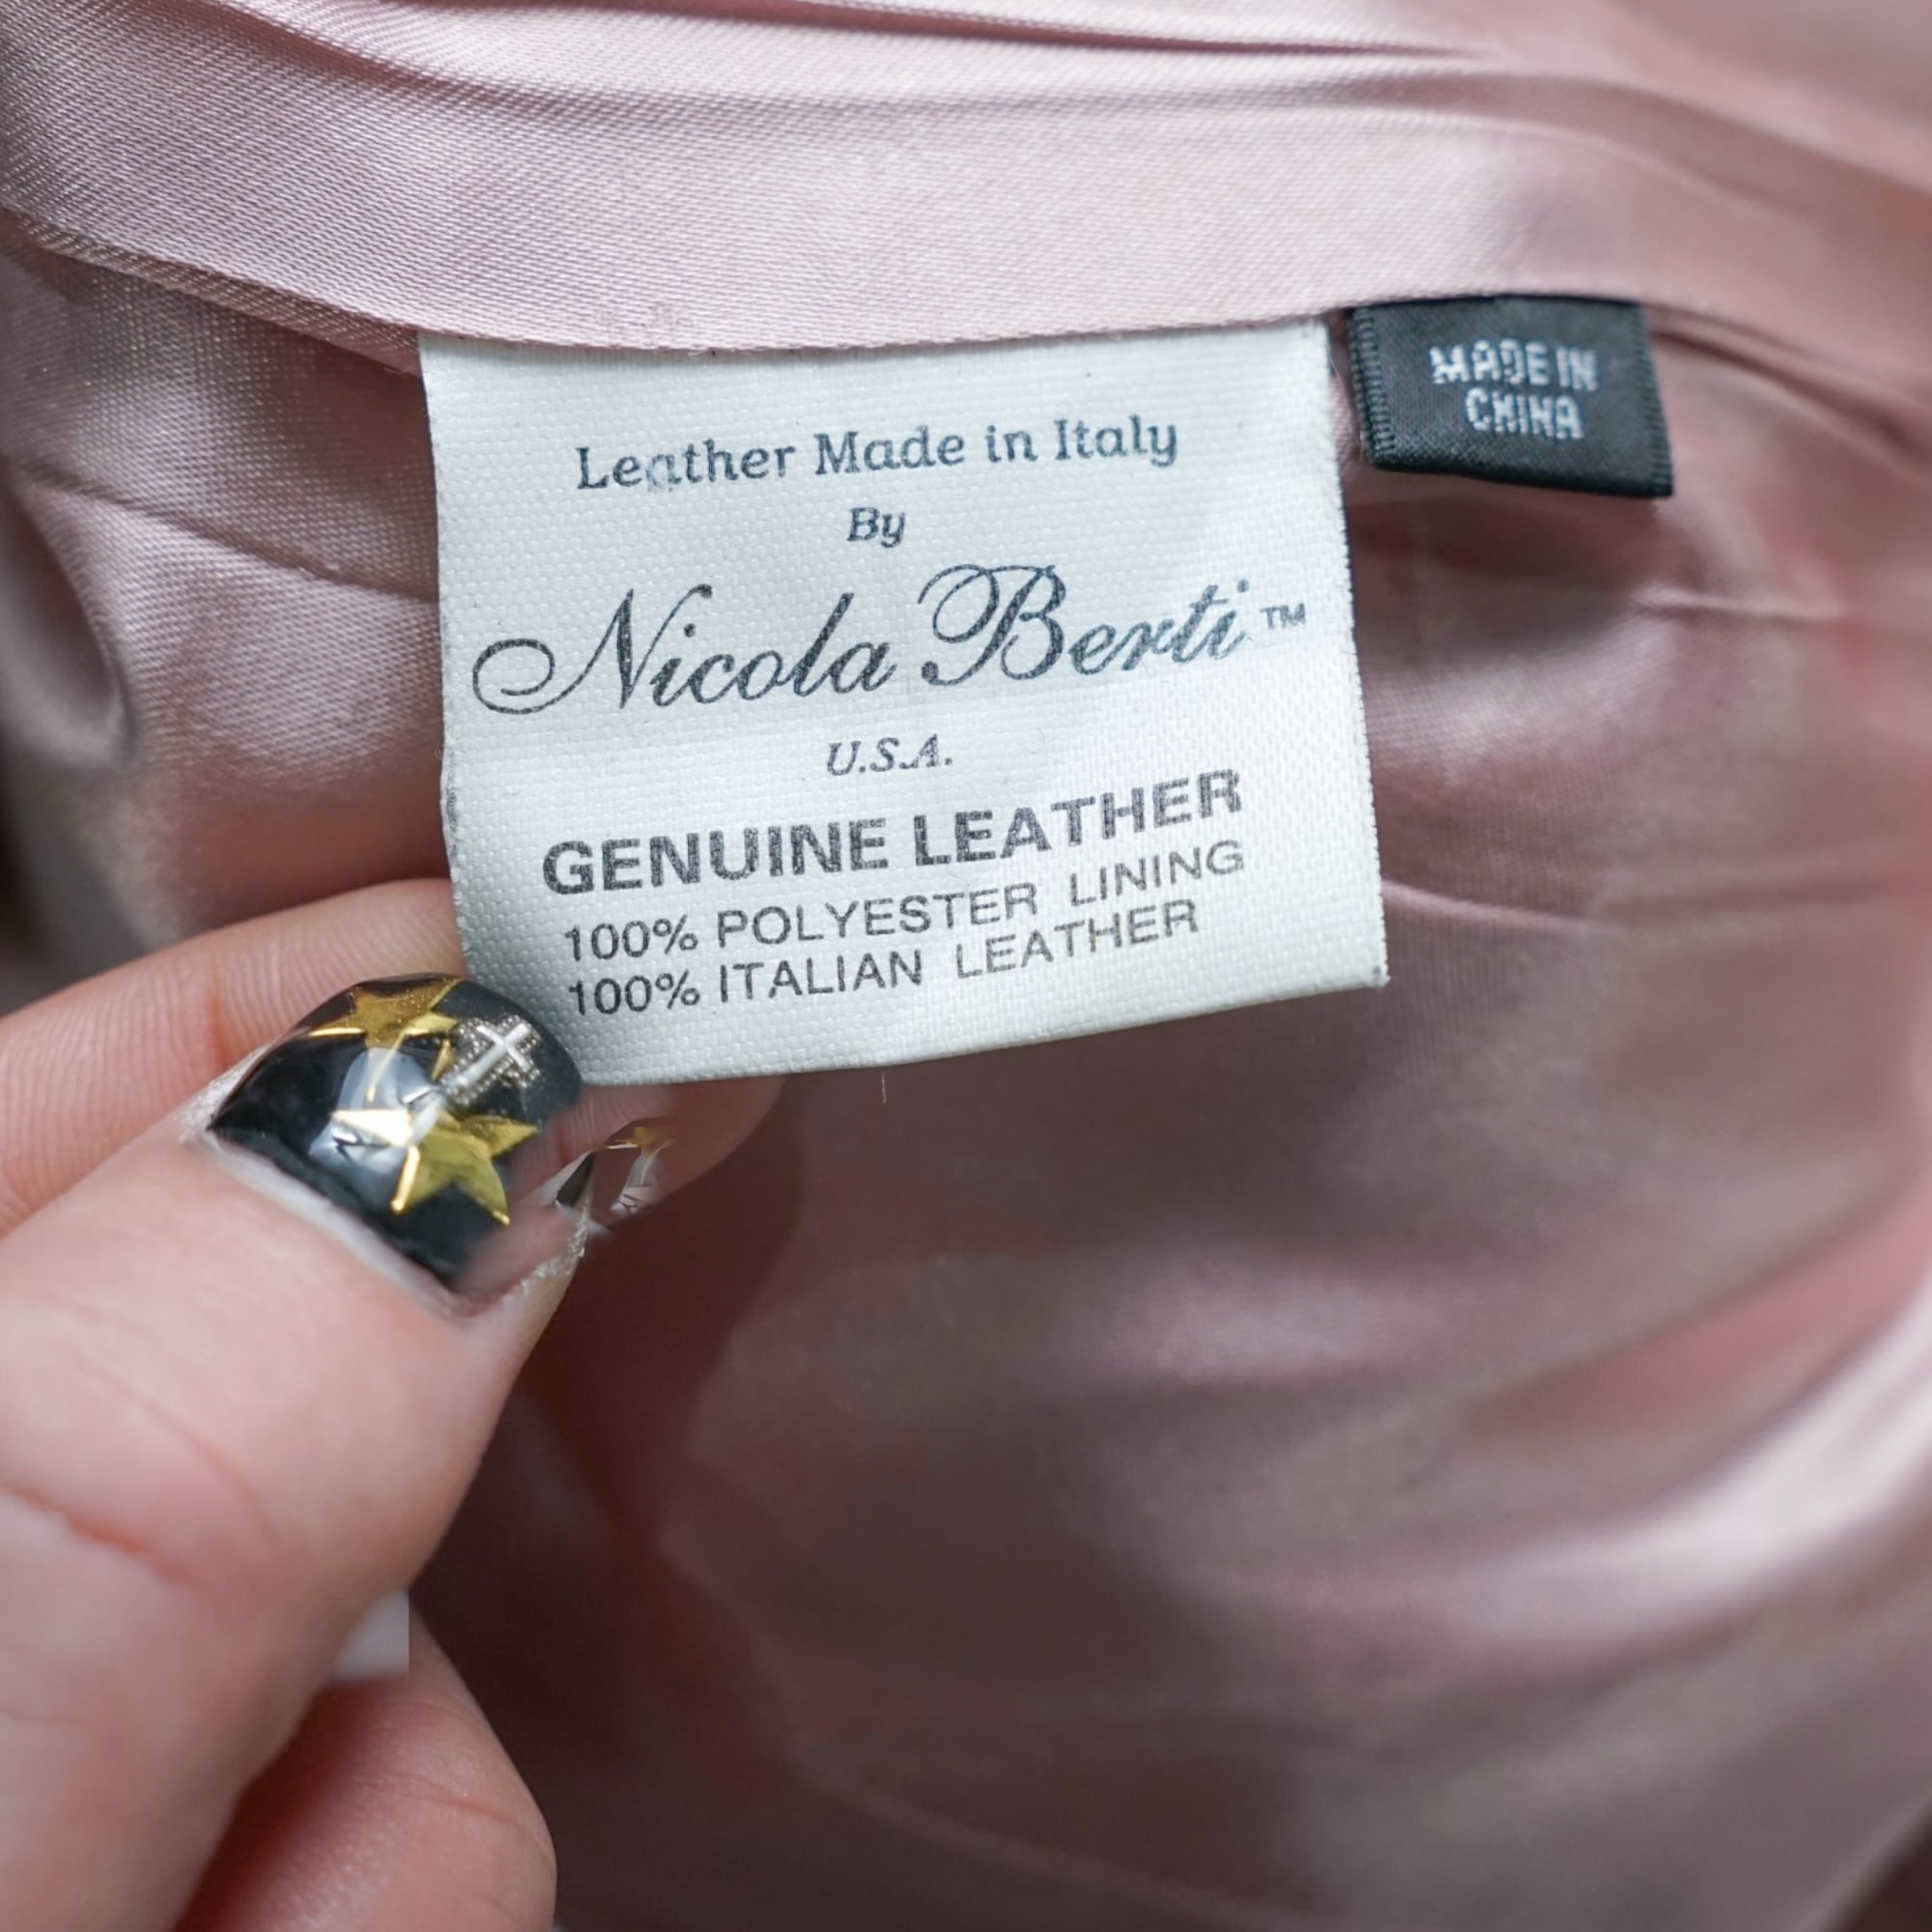 Leather Made in Italy
By
Nicola Berti™
U.S.A.
GENUINE LEATHER
100% POLYESTER LINING
100% ITALIAN LEATHER
MADE IN
CHINA